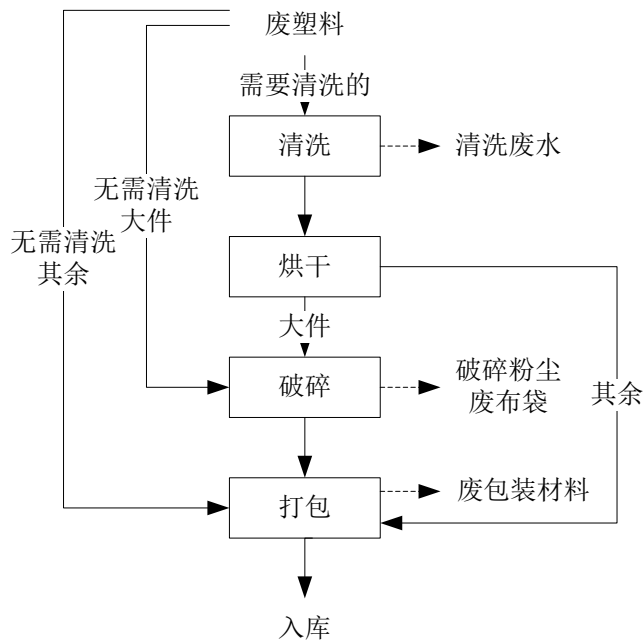 废塑料
需要清洗的
清洗
清洗废水
无需清洗
大件
无需清洗
其余
烘干
大件
破碎
破碎粉尘
废布袋
其余
打包
废包装材料
入库